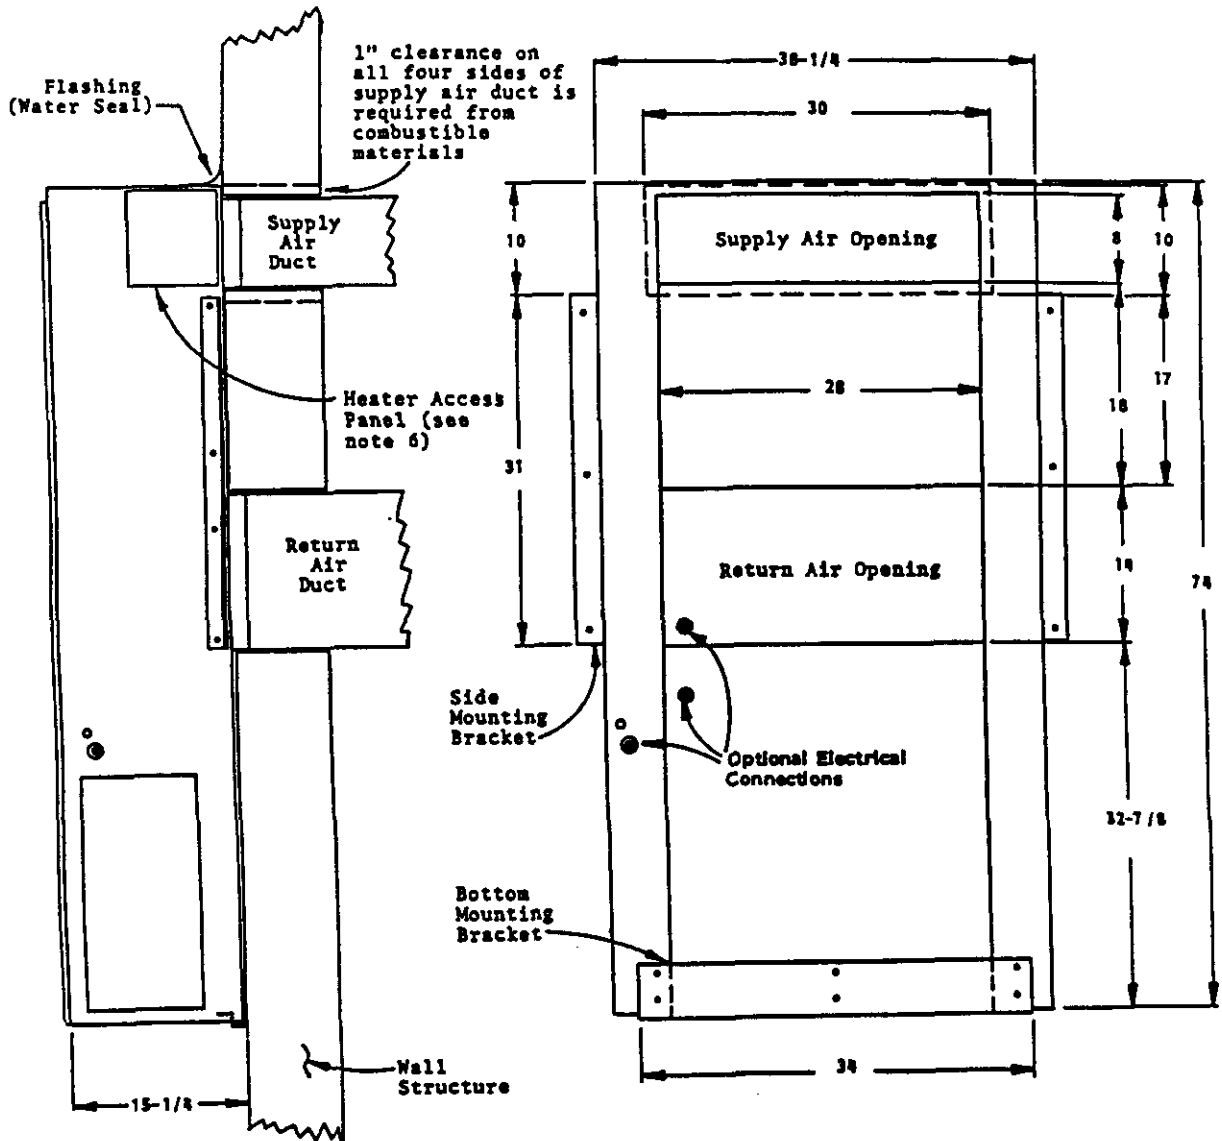 Flashing
(Water Seal)
1" clearance on
all four sides of
supply air duct is
required from
combustible
materials
Supply
Air
Duct
Heater Access
Panel (see
note 6)
Return
Air
Duct
Wall
Structure
15-1/4
38-1/4
30
10
Supply Air Opening
8
10
28
18
17
31
Return Air Opening
14
74
Side
Mounting
Bracket
Optional Electrical
Connections
32-7/8
Bottom
Mounting
Bracket
34